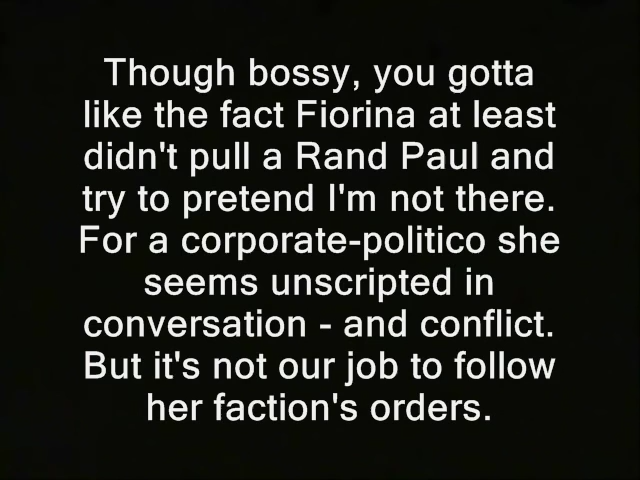 Though bossy, you gotta
like the fact Fiorina at least
didn't pull a Rand Paul and
try to pretend I'm not there.
For a corporate-politico she
seems unscripted in
conversation - and conflict.
But it's not our job to follow
her faction's orders.